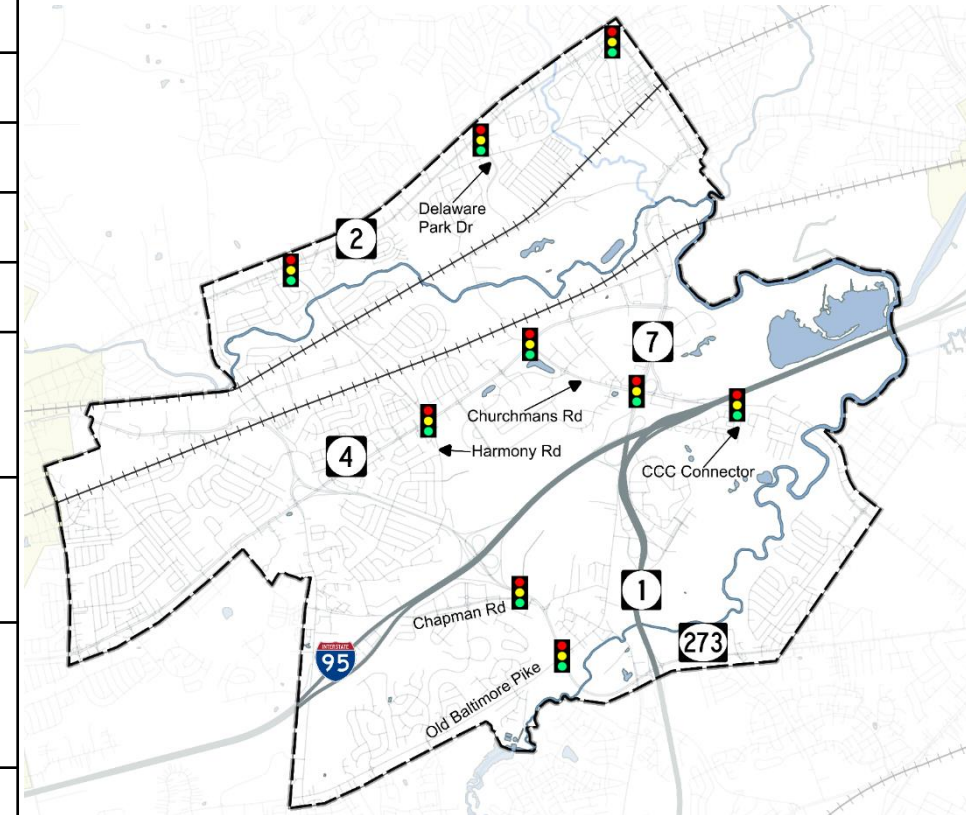 Delaware
Park Dr
2
7
Churchmans Rd
4
Harmony Rd
CCC Connector
1
Chapman Rd
273
INTERSTATE
95
Old Baltimore Pike